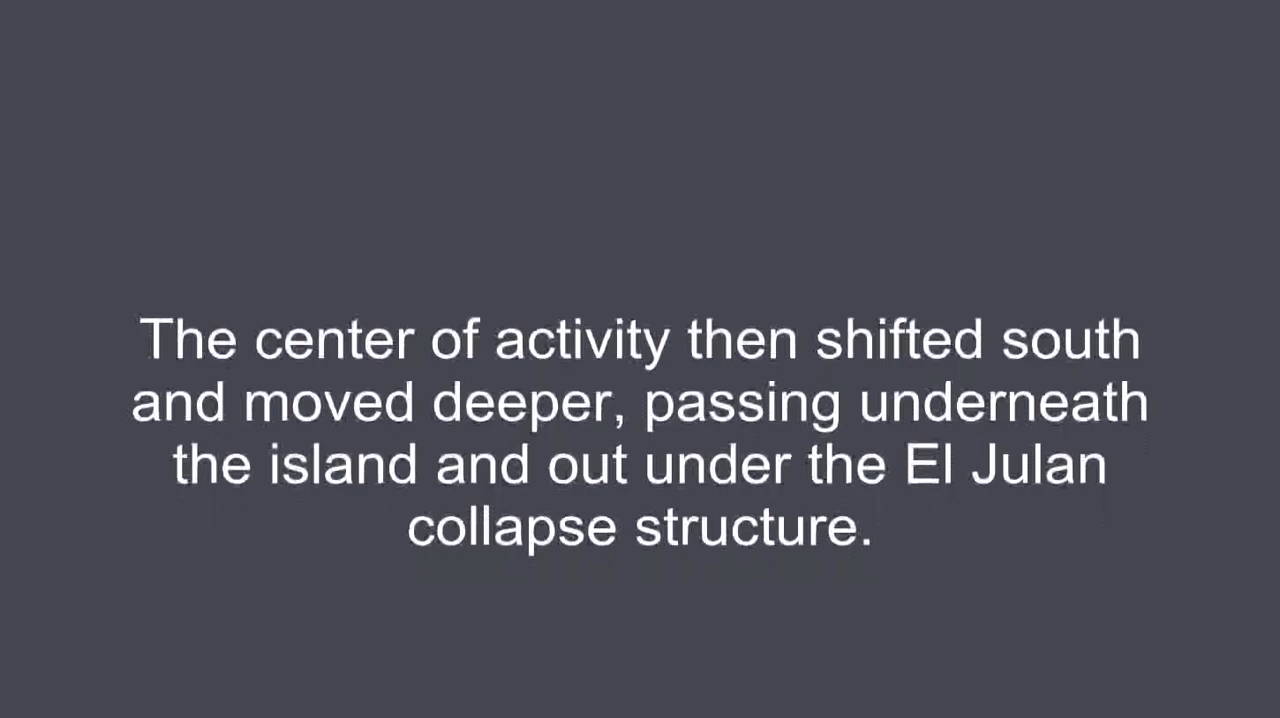 The center of activity then shifted south
and moved deeper, passing underneath
the island and out under the El Julan
collapse structure.